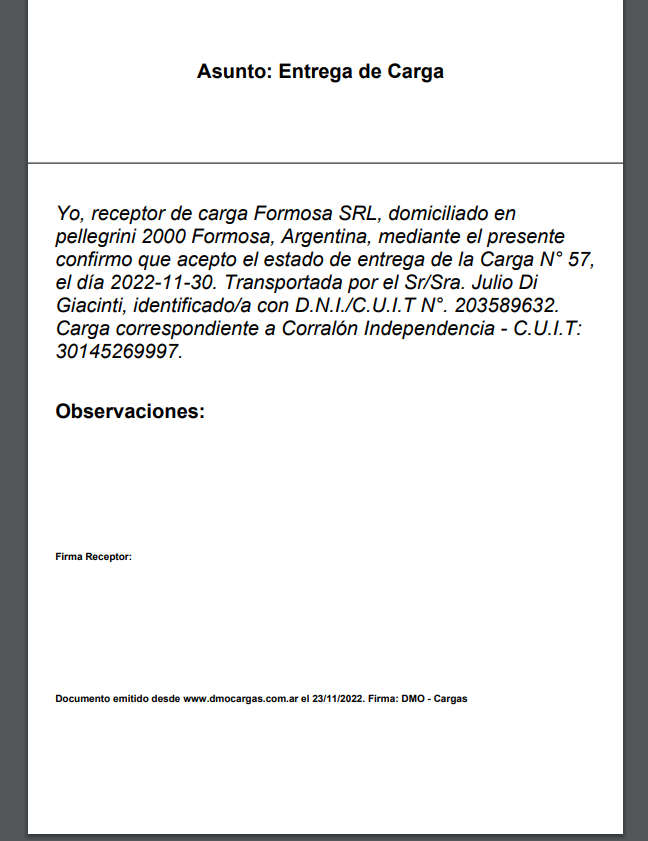 Asunto: Entrega de Carga
Yo, receptor de carga Formosa SRL, domiciliado en
pellegrini 2000 Formosa, Argentina, mediante el presente
confirmo que acepto el estado de entrega de la Carga N° 57,
el día 2022-11-30. Transportada por el Sr/Sra. Julio Di
Giacinti, identificado/a con D.N.I./C.U.I.T N°. 203589632.
Carga correspondiente a Corralón Independencia - C.U.I.T:
30145269997.
Observaciones:
Firma Receptor:
Documento emitido desde www.dmocargas.com.ar el 23/11/2022. Firma: DMO - Cargas